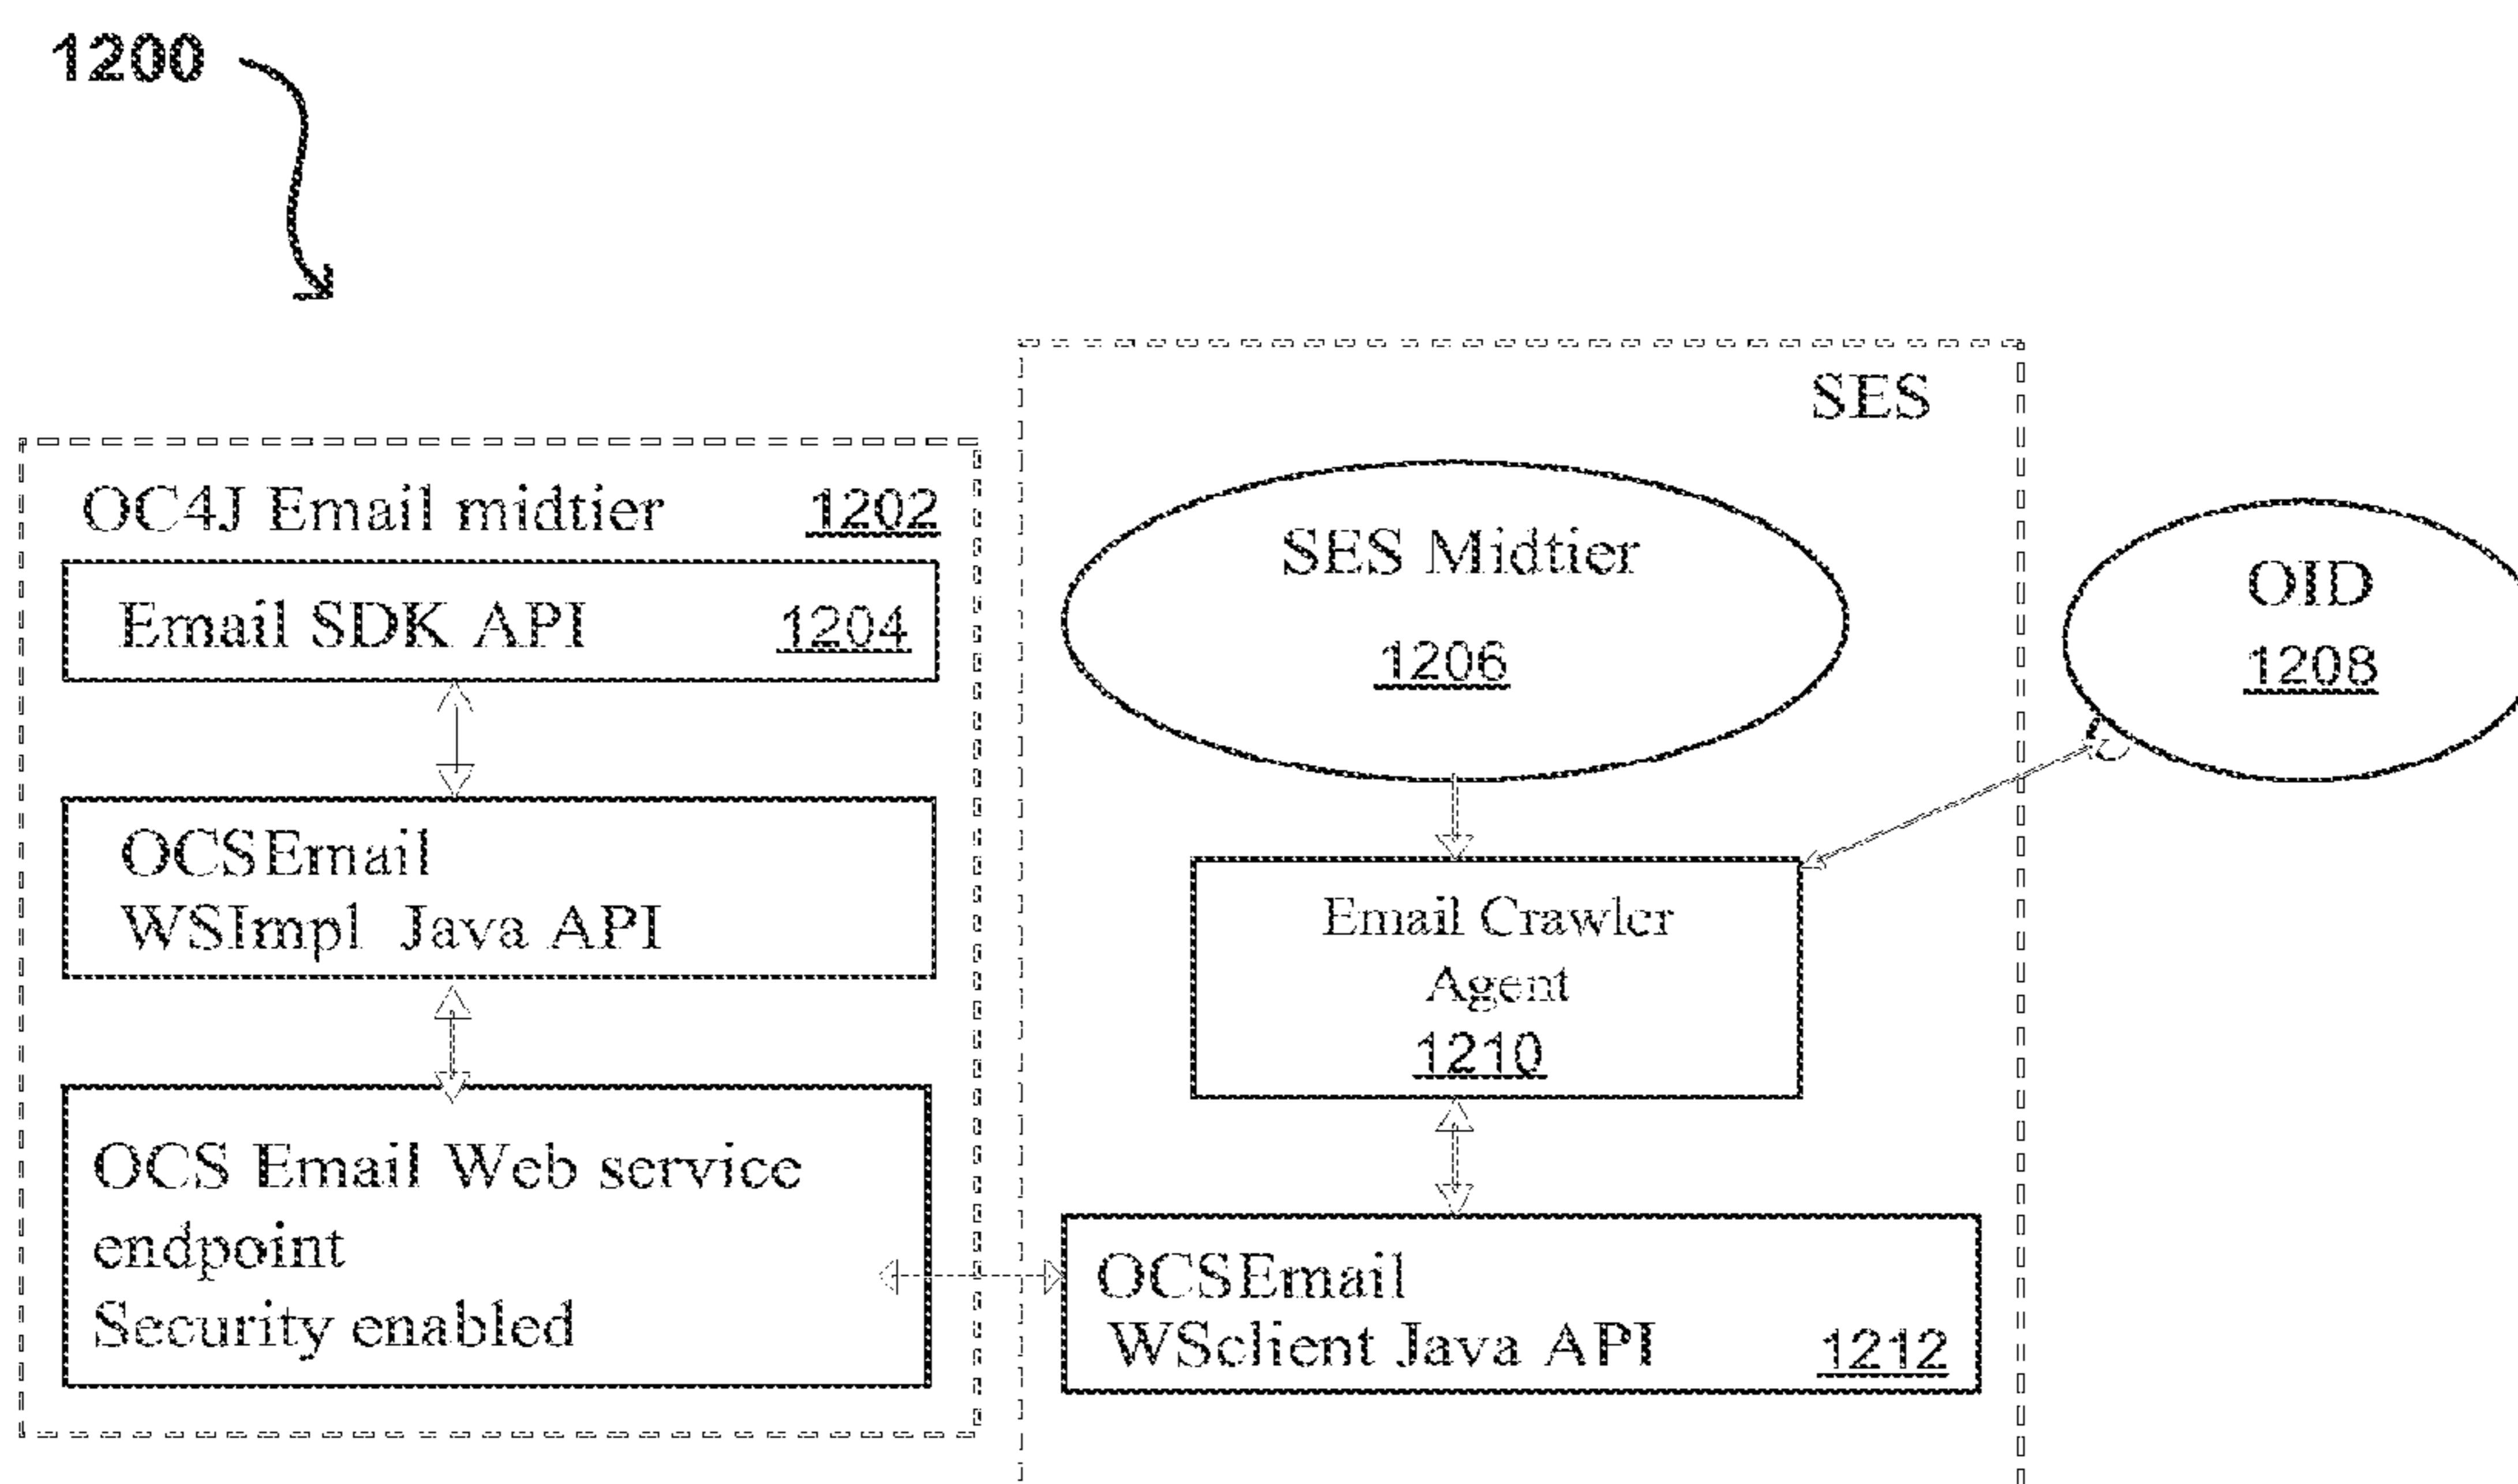 1200
SES
OC4J Email midtier 1202
Email SDK API 1204
OCSEmail
WSImpl Java API
OCS Email Web service
endpoint
Security enabled
SES Midtier
1206
OID
1208
Email Crawler
Agent
1210
OCSEmail
WSclient Java API 1212